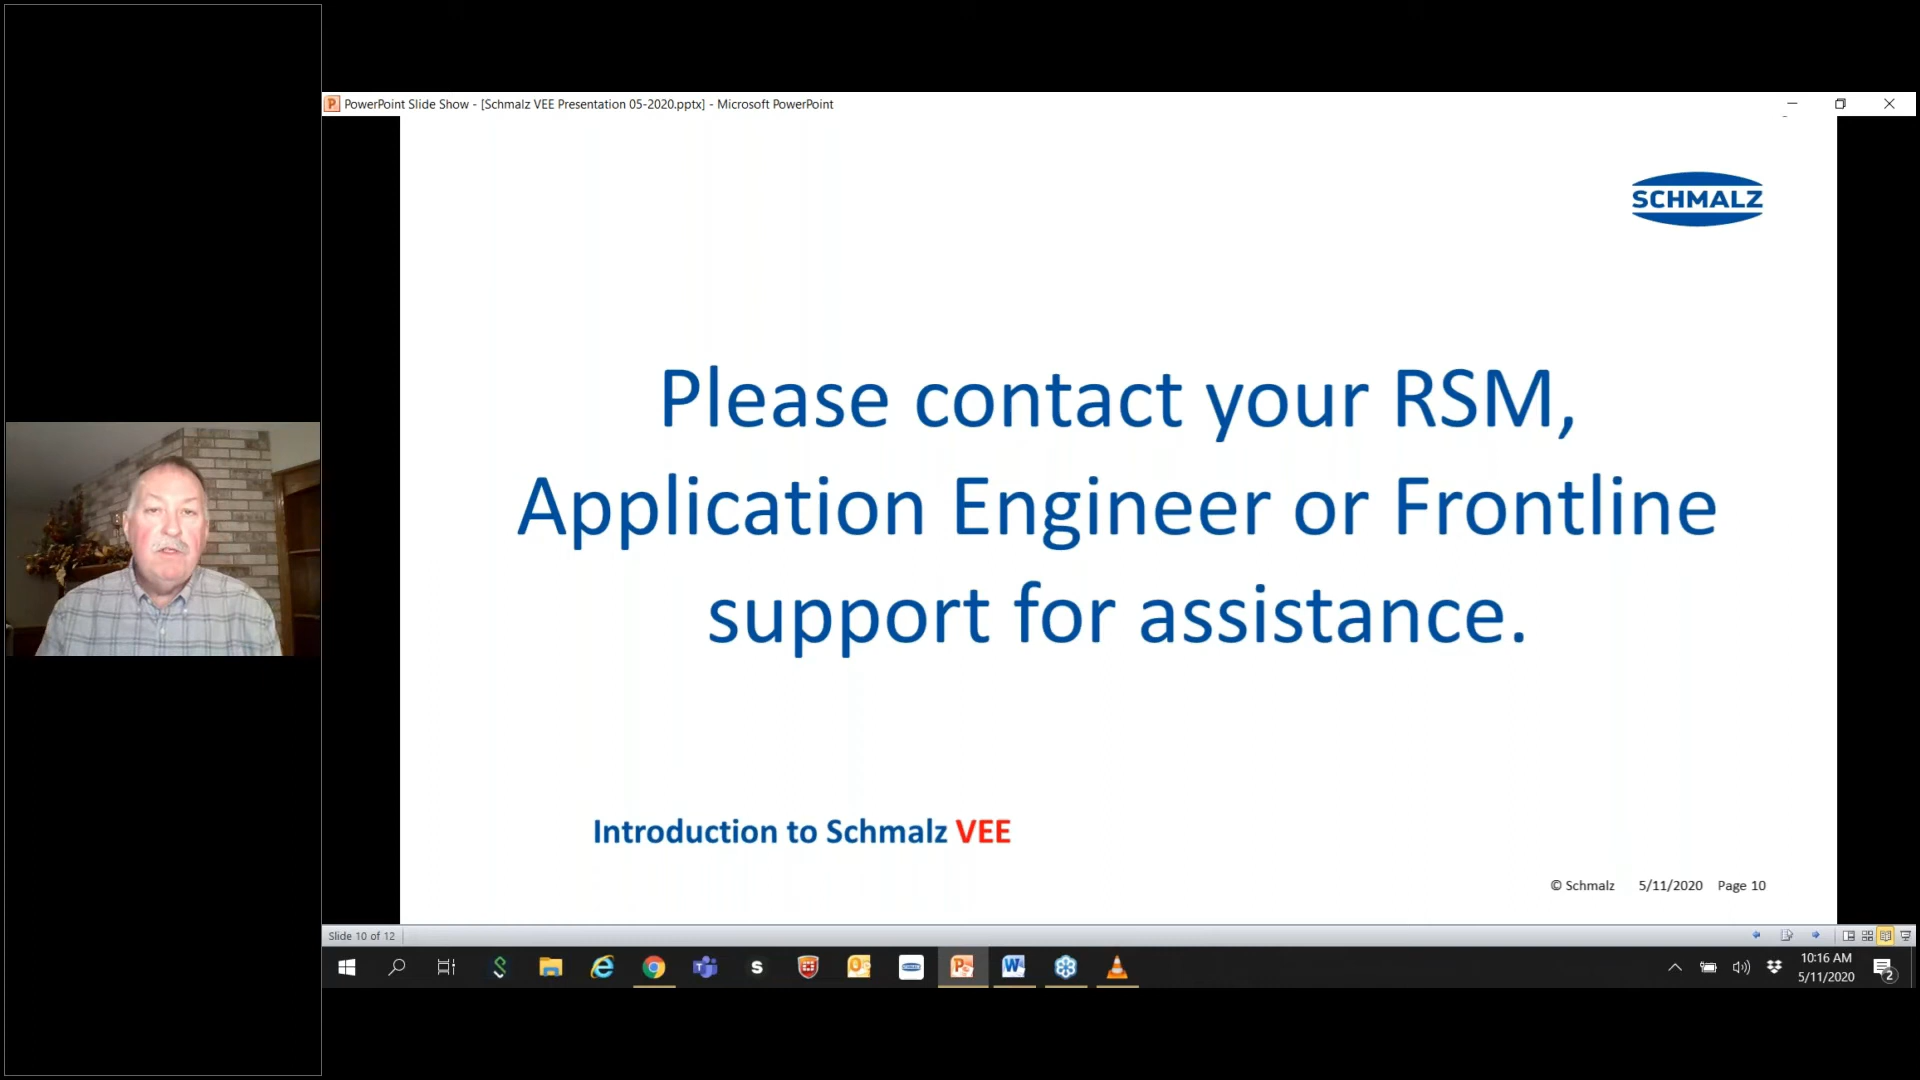 PowerPoint Slide Show - [Schmalz VEE Presentation 05-2020.pptx] - Microsoft PowerPoint
SCHMALZ
Please contact your RSM,
Application Engineer or Frontline
support for assistance.
Introduction to Schmalz VEE
© Schmalz 5/11/2020 Page 10
Slide 10 of 12
10:16 AM
5/11/2020
2